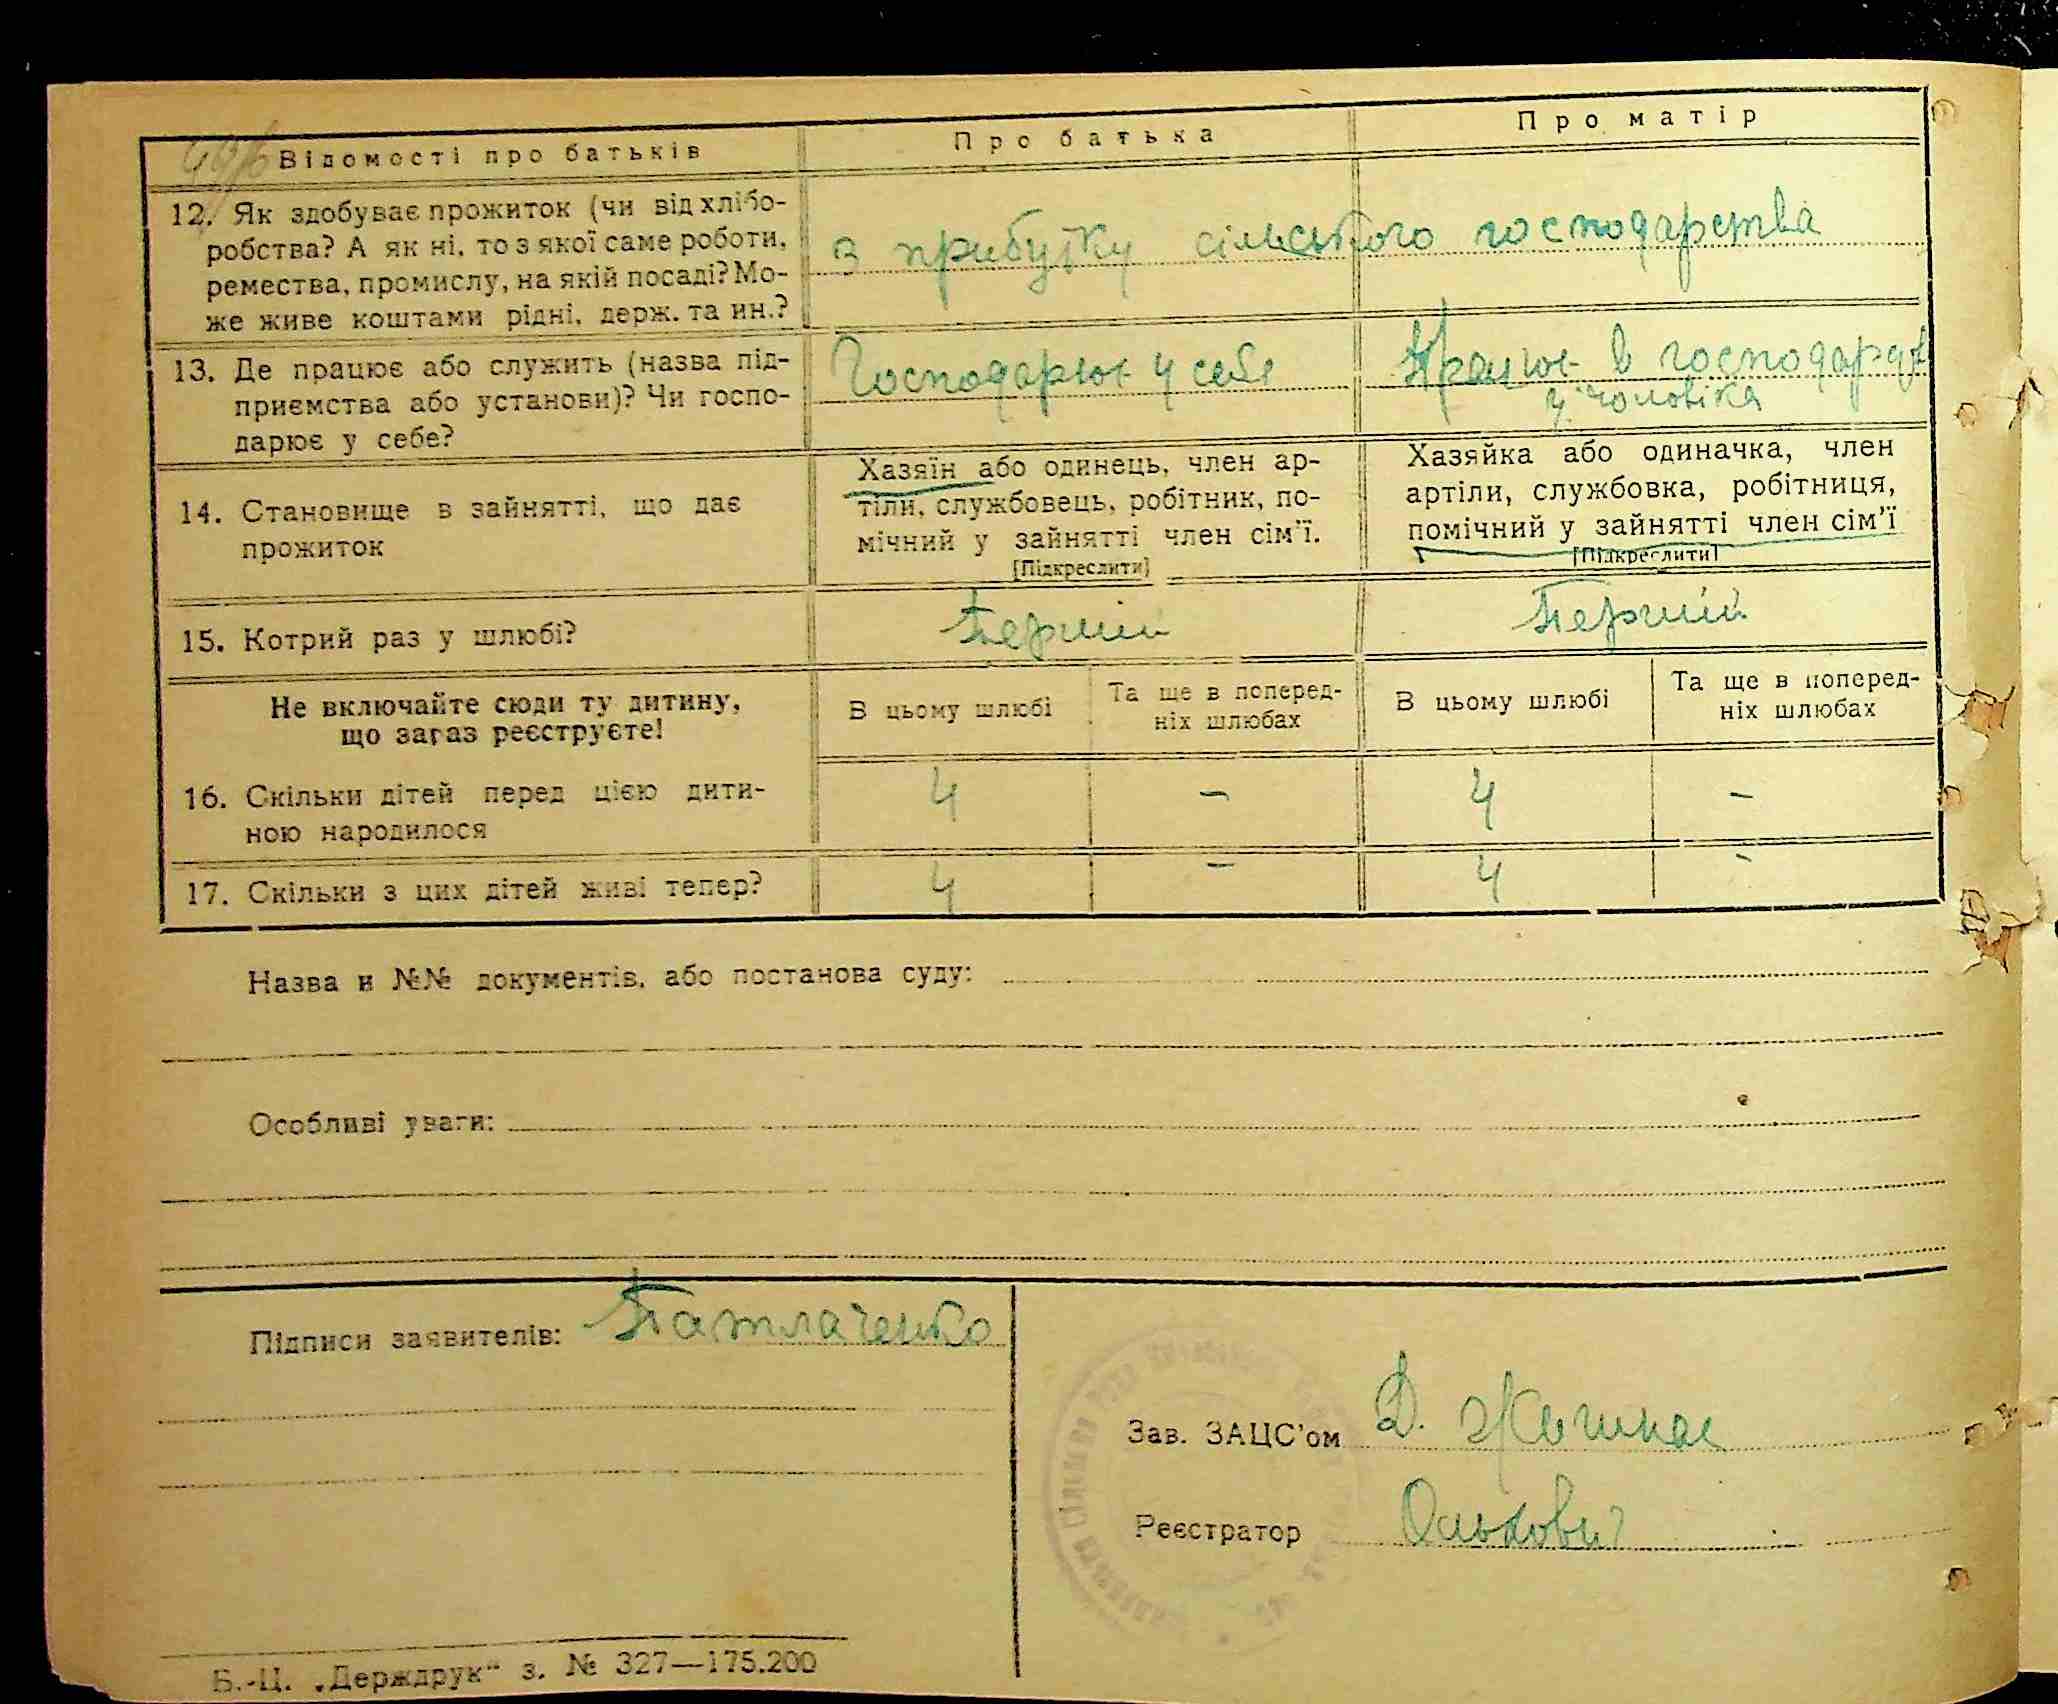 Відомості про батьків
Про батька
Про матір
12. Як здобуває прожиток (чи від хлібо-
робства? А як ні, то з якої саме роботи,
ремества, промислу, на якій посаді? Мо-
же живе коштами рідні, держ. та ин.?
з прибутку сільського господарства
13. Де працює або служить (назва під-
приємства або установи)? Чи госпо-
дарює у себе?
Господарює у себе
Працює в господарстві
у чоловіка
14. Становище в зайнятті, що дає
прожиток
Хазяїн або одинець, член ар-
тіли, службовець, робітник, по-
мічний у зайнятті член сім'ї.
[Підкреслити]
Хазяйка або одиначка, член
артіли, службовка, робітниця,
помічний у зайнятті член сім'ї
[Підкреслити]
15. Котрий раз у шлюбі?
Перший
Перший
Не включайте сюди ту дитину,
що зараз реєструєте!
В цьому шлюбі
Та ще в поперед-
ніх шлюбах
В цьому шлюбі
Та ще в поперед-
ніх шлюбах
16. Скільки дітей перед цією дити-
ною народилося
4 – 4 –
17. Скільки з цих дітей живі тепер?
4 – 4 –
Назва и №№ документів, або постанова суду:
Особливі уваги:
Підписи заявителів: Патлаченко
Зав. ЗАЦС'ом Д.
Реєстратор Ольхович
Б.-Ц. „Держдрук“ з. № 327—175.200